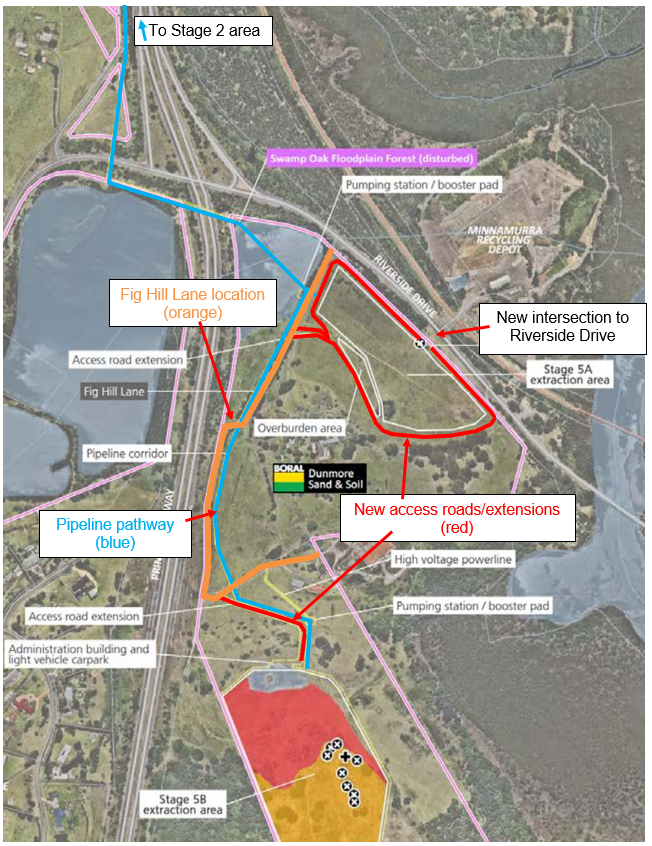 To Stage 2 area
Swamp Oak Floodplain Forest (disturbed)
Pumping station / booster pad
MINNAMURRA
RECYCLING
DEPOT
RIVERSIDE DRIVE
Fig Hill Lane location
(orange)
New intersection to
Riverside Drive
Access road extension
Stage 5A
extraction area
Fig Hill Lane
Overburden area
Pipeline corridor
BORAL
Dunmore
Sand & Soil
New access roads/extensions
(red)
Pipeline pathway
(blue)
WAY
High voltage powerline
Pumping station / booster pad
Access road extension
Administration building and
light vehicle carpark
Stage 5B
extraction area